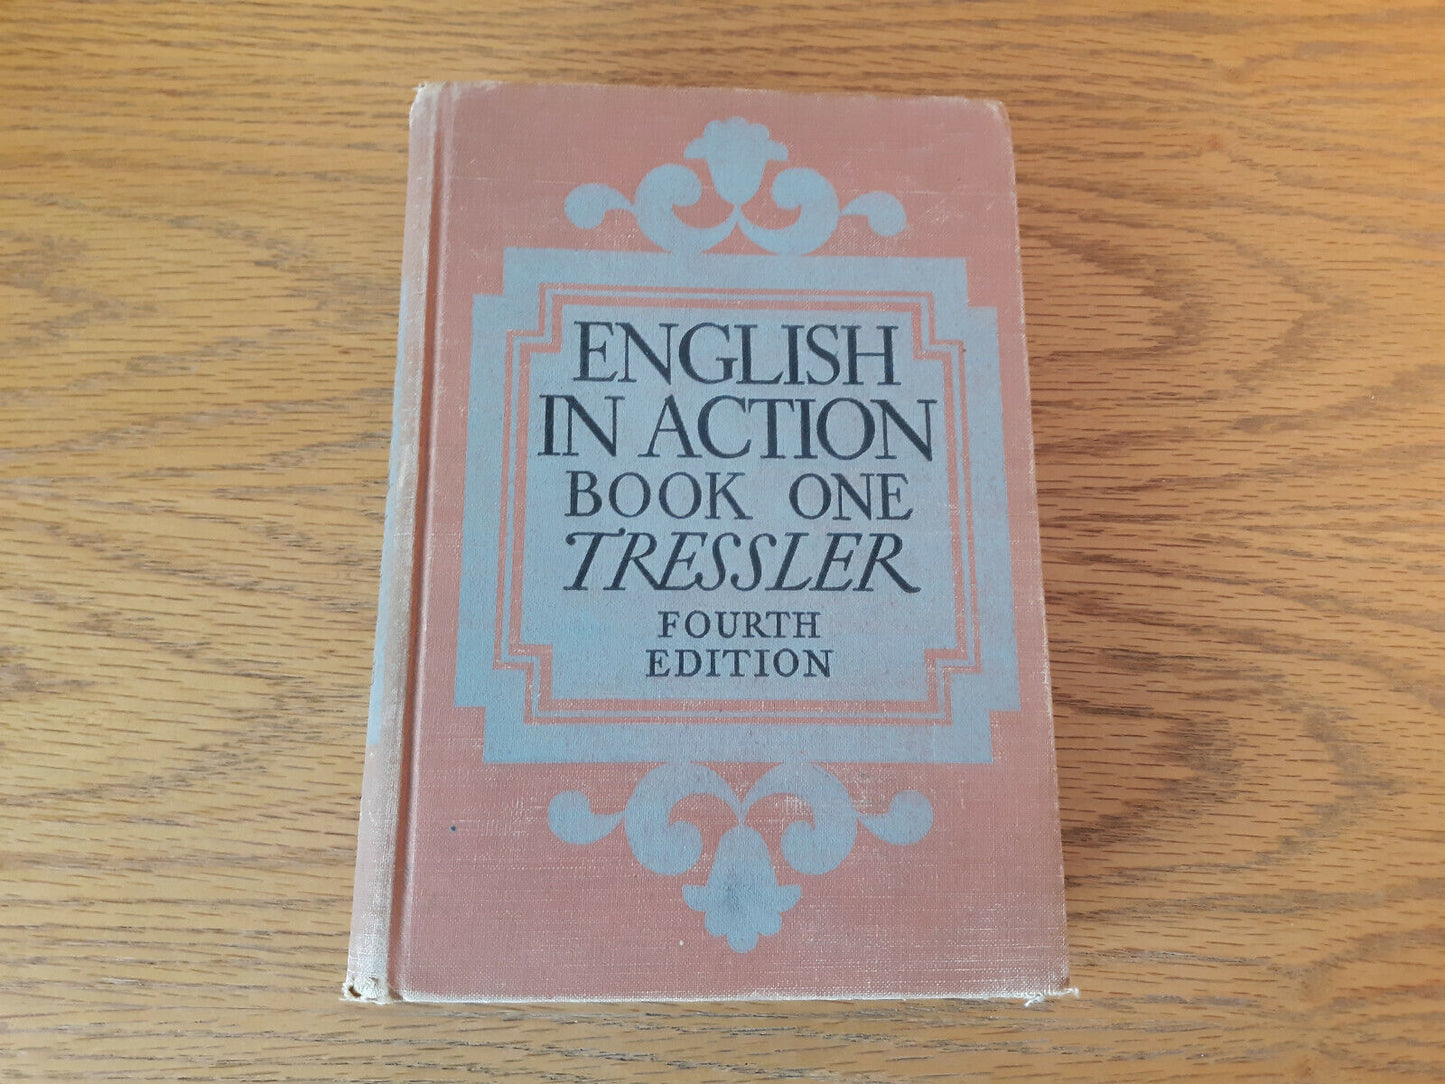 ENGLISH
IN ACTION
BOOK ONE
TRESSLER
FOURTH
EDITION